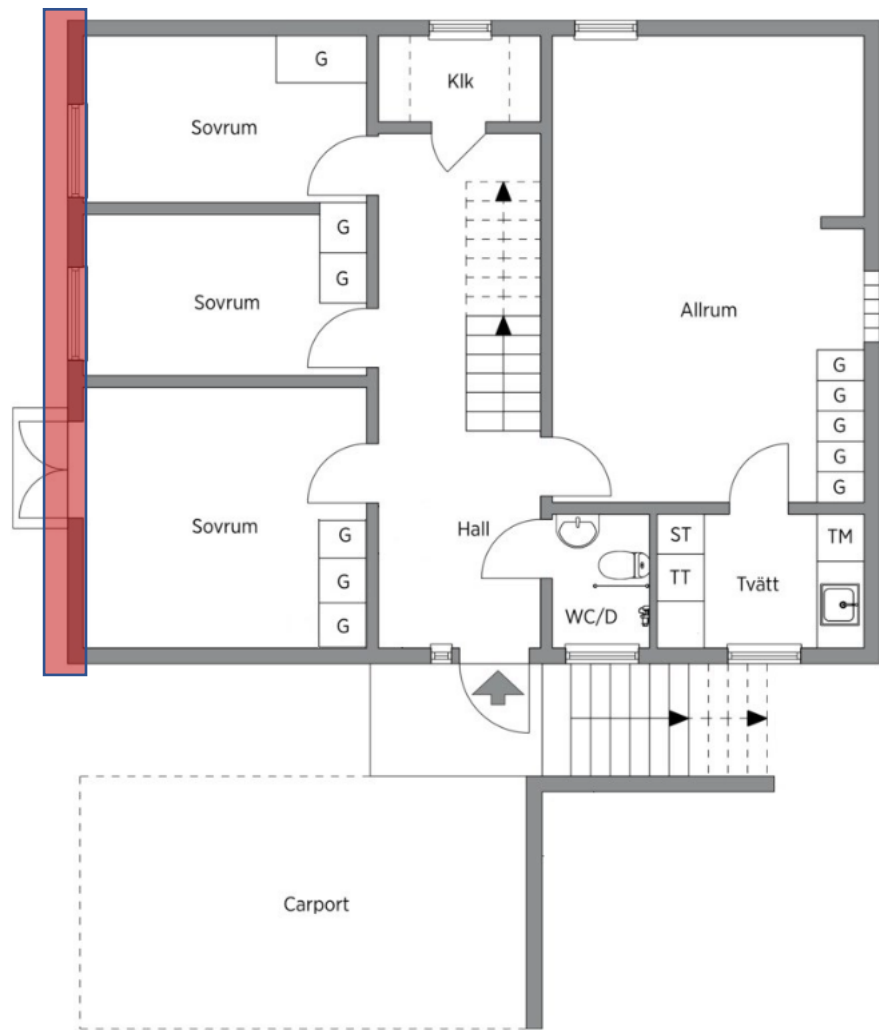 G
Klk
Sovrum
G
G
Sovrum
Allrum
G
G
G
G
G
Sovrum
G
G
G
Hall
ST
TT
TM
Tvätt
WC/D
Carport